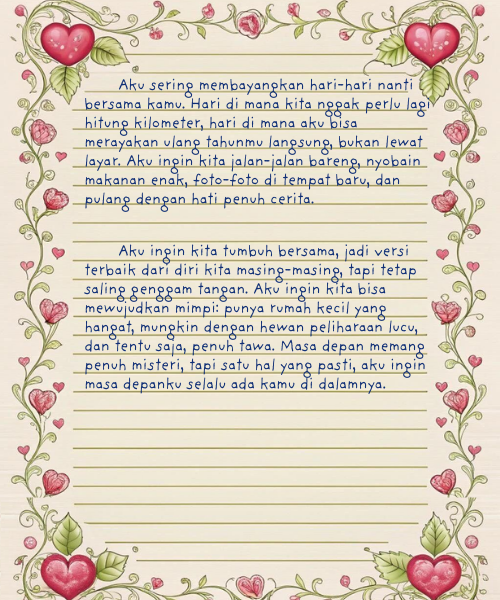 Aku sering membayangkan hari-hari nanti
bersama kamu. Hari di mana kita nggak perlu lagi
hitung kilometer, hari di mana aku bisa
merayakan ulang tahunmu langsung, bukan lewat
layar. Aku ingin kita jalan-jalan bareng, nyobain
makanan enak, foto-foto di tempat baru, dan
pulang dengan hati penuh cerita.
Aku ingin kita tumbuh bersama, jadi versi
terbaik dari diri kita masing-masing, tapi tetap
saling genggam tangan. Aku ingin kita bisa
mewujudkan mimpi: punya rumah kecil yang
hangat, mungkin dengan hewan peliharaan lucu,
dan tentu saja, penuh tawa. Masa depan memang
penuh misteri, tapi satu hal yang pasti, aku ingin
masa depanku selalu ada kamu di dalamnya.